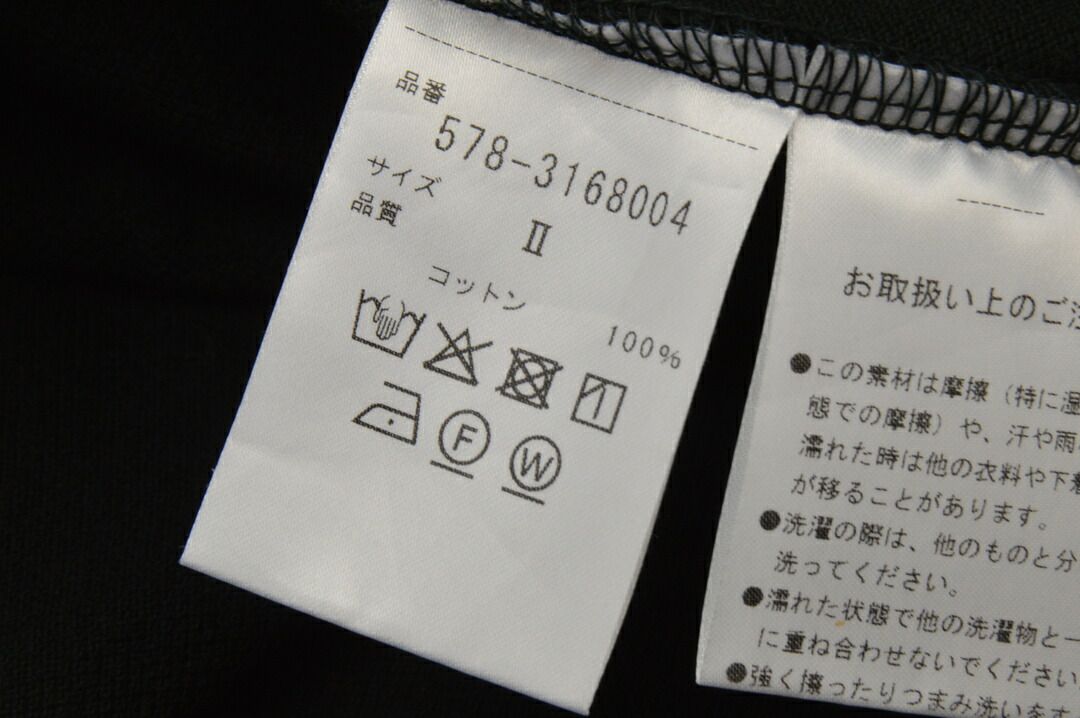 品番
578-3168004
サイズ
II
品質
コットン
100%
F
W
お取扱い上のご注
●この素材は摩擦（特に湿
態での摩擦）や、汗や雨
濡れた時は他の衣料や下着
が移ることがあります。
●洗濯の際は、他のものと分
洗ってください。
●濡れた状態で他の洗濯物と一
に重ね合わせないでください
●強く擦ったりつまみ洗いをす